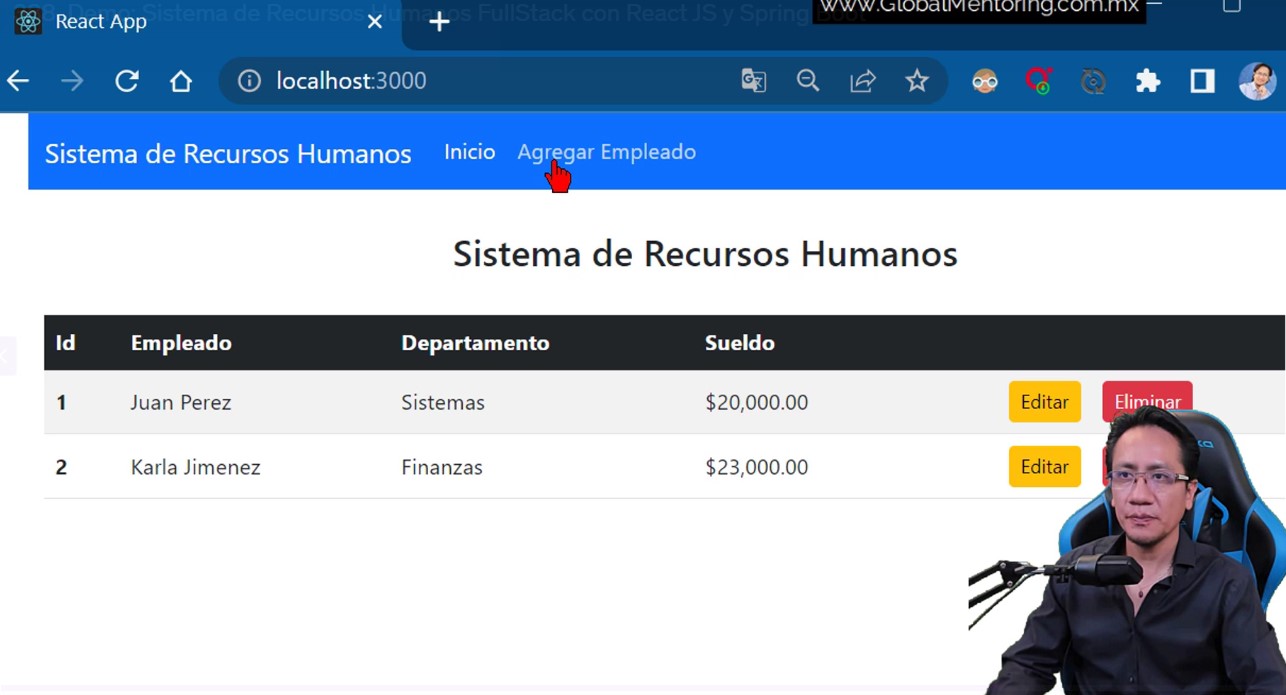 08. Demo: Sistema de Recursos Humanos FullStack con React JS y Spring Boot
www.GlobalMentoring.com.mx
React App
localhost:3000
Sistema de Recursos Humanos Inicio Agregar Empleado
Sistema de Recursos Humanos
Id Empleado Departamento Sueldo
1 Juan Perez Sistemas $20,000.00 Editar Eliminar
2 Karla Jimenez Finanzas $23,000.00 Editar